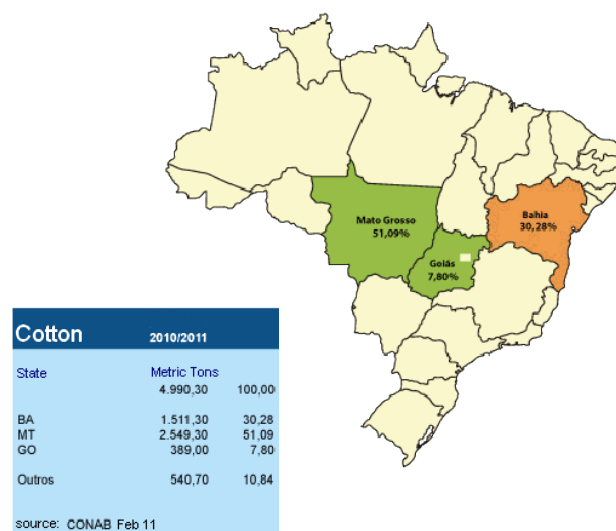 Mato Grosso
51,09%
Bahia
30,28%
Goiás
7,80%
Cotton 2010/2011
State Metric Tons
4.990,30 100,00
BA 1.511,30 30,28
MT 2.549,30 51,09
GO 389,00 7,80
Outros 540,70 10,84
source: CONAB Feb 11